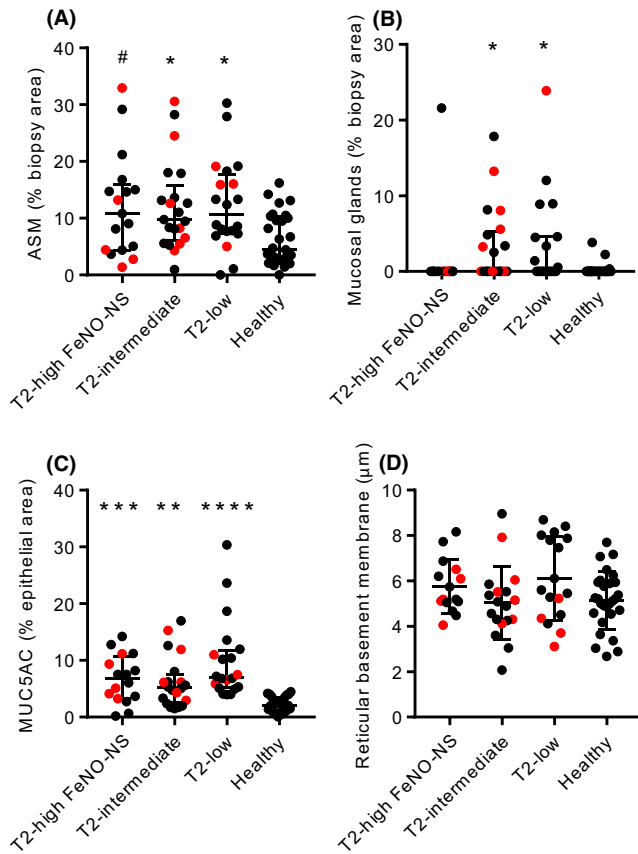 (A)
ASM (% biopsy area)
40
30
20
10
0
# * *
T2-high FeNO-NS
T2-intermediate
T2-low
Healthy
(B)
Mucosal glands (% biopsy area)
30
20
10
0
* *
T2-high FeNO-NS
T2-intermediate
T2-low
Healthy
(C)
MUC5AC (% epithelial area)
40
30
20
10
0
*** ** ****
T2-high FeNO-NS
T2-intermediate
T2-low
Healthy
(D)
Reticular basement membrane (µm)
10
8
6
4
2
0
T2-high FeNO-NS
T2-intermediate
T2-low
Healthy